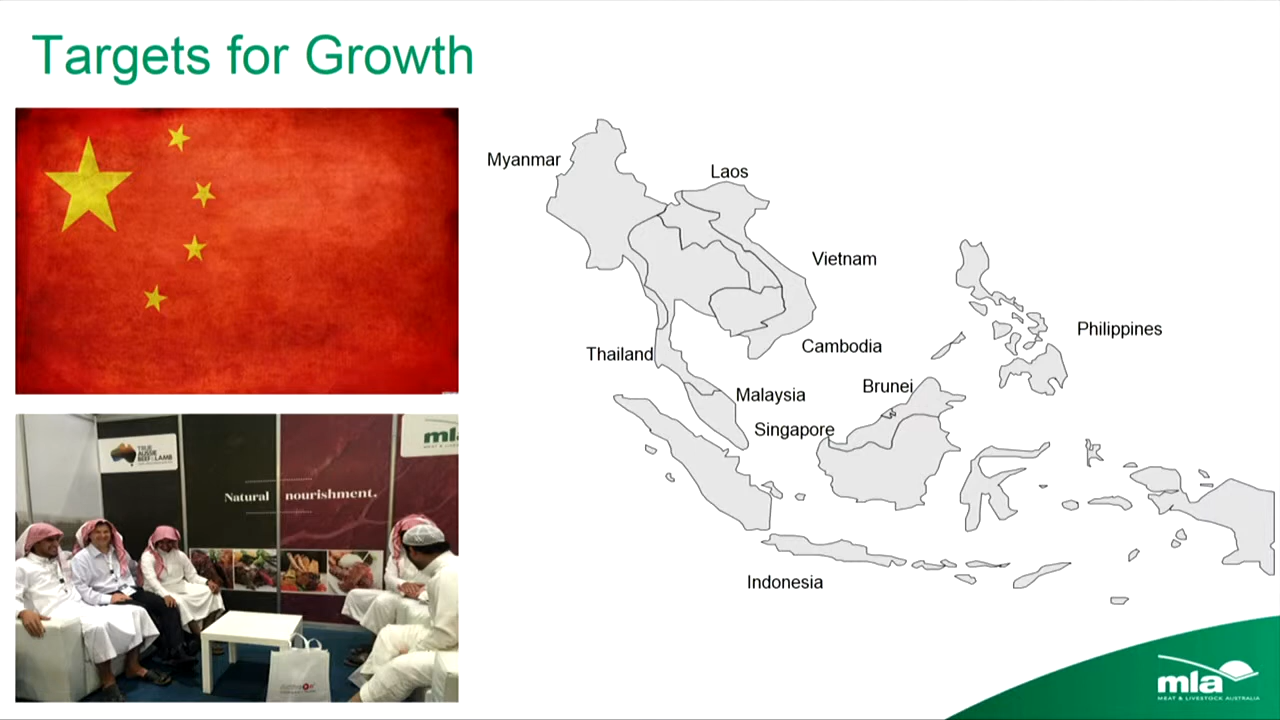 Targets for Growth
Myanmar
Laos
Vietnam
Philippines
Thailand
Cambodia
Brunei
Malaysia
Singapore
Indonesia
TRUE
AUSSIE
BEEF & LAMB
mla
Natural nourishment.
mla
MEAT & LIVESTOCK AUSTRALIA